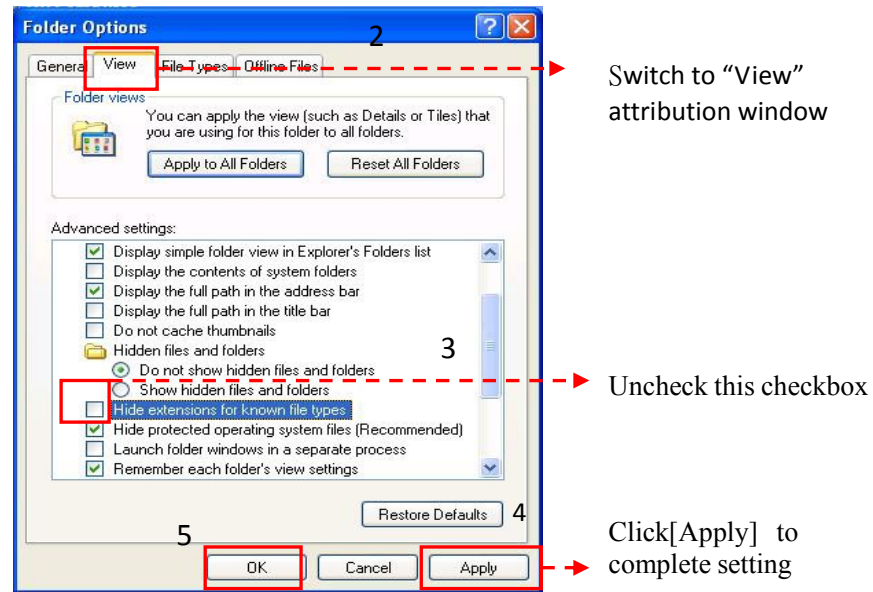 Folder Options
2
General View File Types Offline Files
Switch to “View”
attribution window
Folder views
You can apply the view (such as Details or Tiles) that
you are using for this folder to all folders.
Apply to All Folders Reset All Folders
Advanced settings:
Display simple folder view in Explorer's Folders list
Display the contents of system folders
Display the full path in the address bar
Display the full path in the title bar
Do not cache thumbnails
Hidden files and folders
3
Do not show hidden files and folders
Show hidden files and folders
Uncheck this checkbox
Hide extensions for known file types
Hide protected operating system files (Recommended)
Launch folder windows in a separate process
Remember each folder's view settings
Restore Defaults
4
5
Click[Apply] to
complete setting
OK Cancel Apply